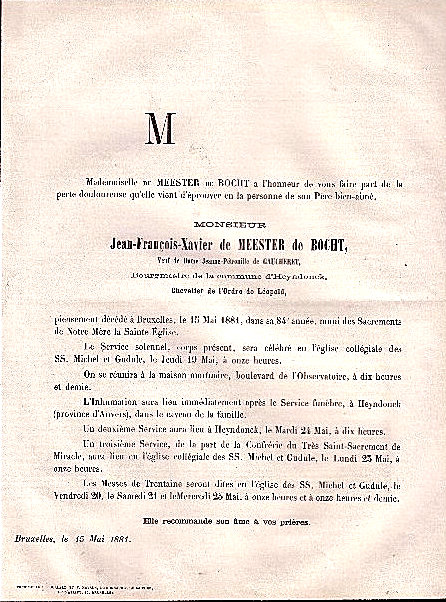 M
Mademoiselle DE MEESTER DE BOCHT a l'honneur de vous faire part de la
perte douloureuse qu'elle vient d'éprouver en la personne de son Père bien-aimé,
MONSIEUR
Jean-François-Xavier de MEESTER de BOCHT,
Veuf de Dame Jeanne-Pétronille de GAUCHERET,
Bourgmestre de la commune d'Heyndonck,
Chevalier de l'Ordre de Léopold,
pieusement décédé à Bruxelles, le 15 Mai 1881, dans sa 84e année, muni des Sacrements
de Notre Mère la Sainte Église.
Le Service solennel, corps présent, sera célébré en l'église collégiale des
SS. Michel et Gudule, le Jeudi 19 Mai, à onze heures.
On se réunira à la maison mortuaire, boulevard de l'Observatoire, à dix heures
et demie.
L'Inhumation aura lieu immédiatement après le Service funèbre, à Heyndonck
(province d'Anvers), dans le caveau de la famille.
Un deuxième Service aura lieu à Heyndonck, le Mardi 24 Mai, à dix heures.
Un troisième Service, de la part de la Confrérie du Très Saint-Sacrement de
Miracle, aura lieu en l'église collégiale des SS. Michel et Gudule, le Lundi 23 Mai, à
onze heures.
Les Messes de Trentaine seront dites en l'église des SS. Michel et Gudule, le
Vendredi 20, le Samedi 21 et le Mercredi 25 Mai, à onze heures et à onze heures et demie.
Elle recommande son âme à vos prières.
Bruxelles, le 15 Mai 1881.